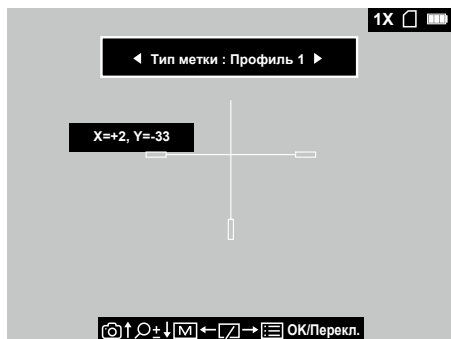 1X
Тип метки : Профиль 1
X=+2, Y=-33
M OK/Перекл.